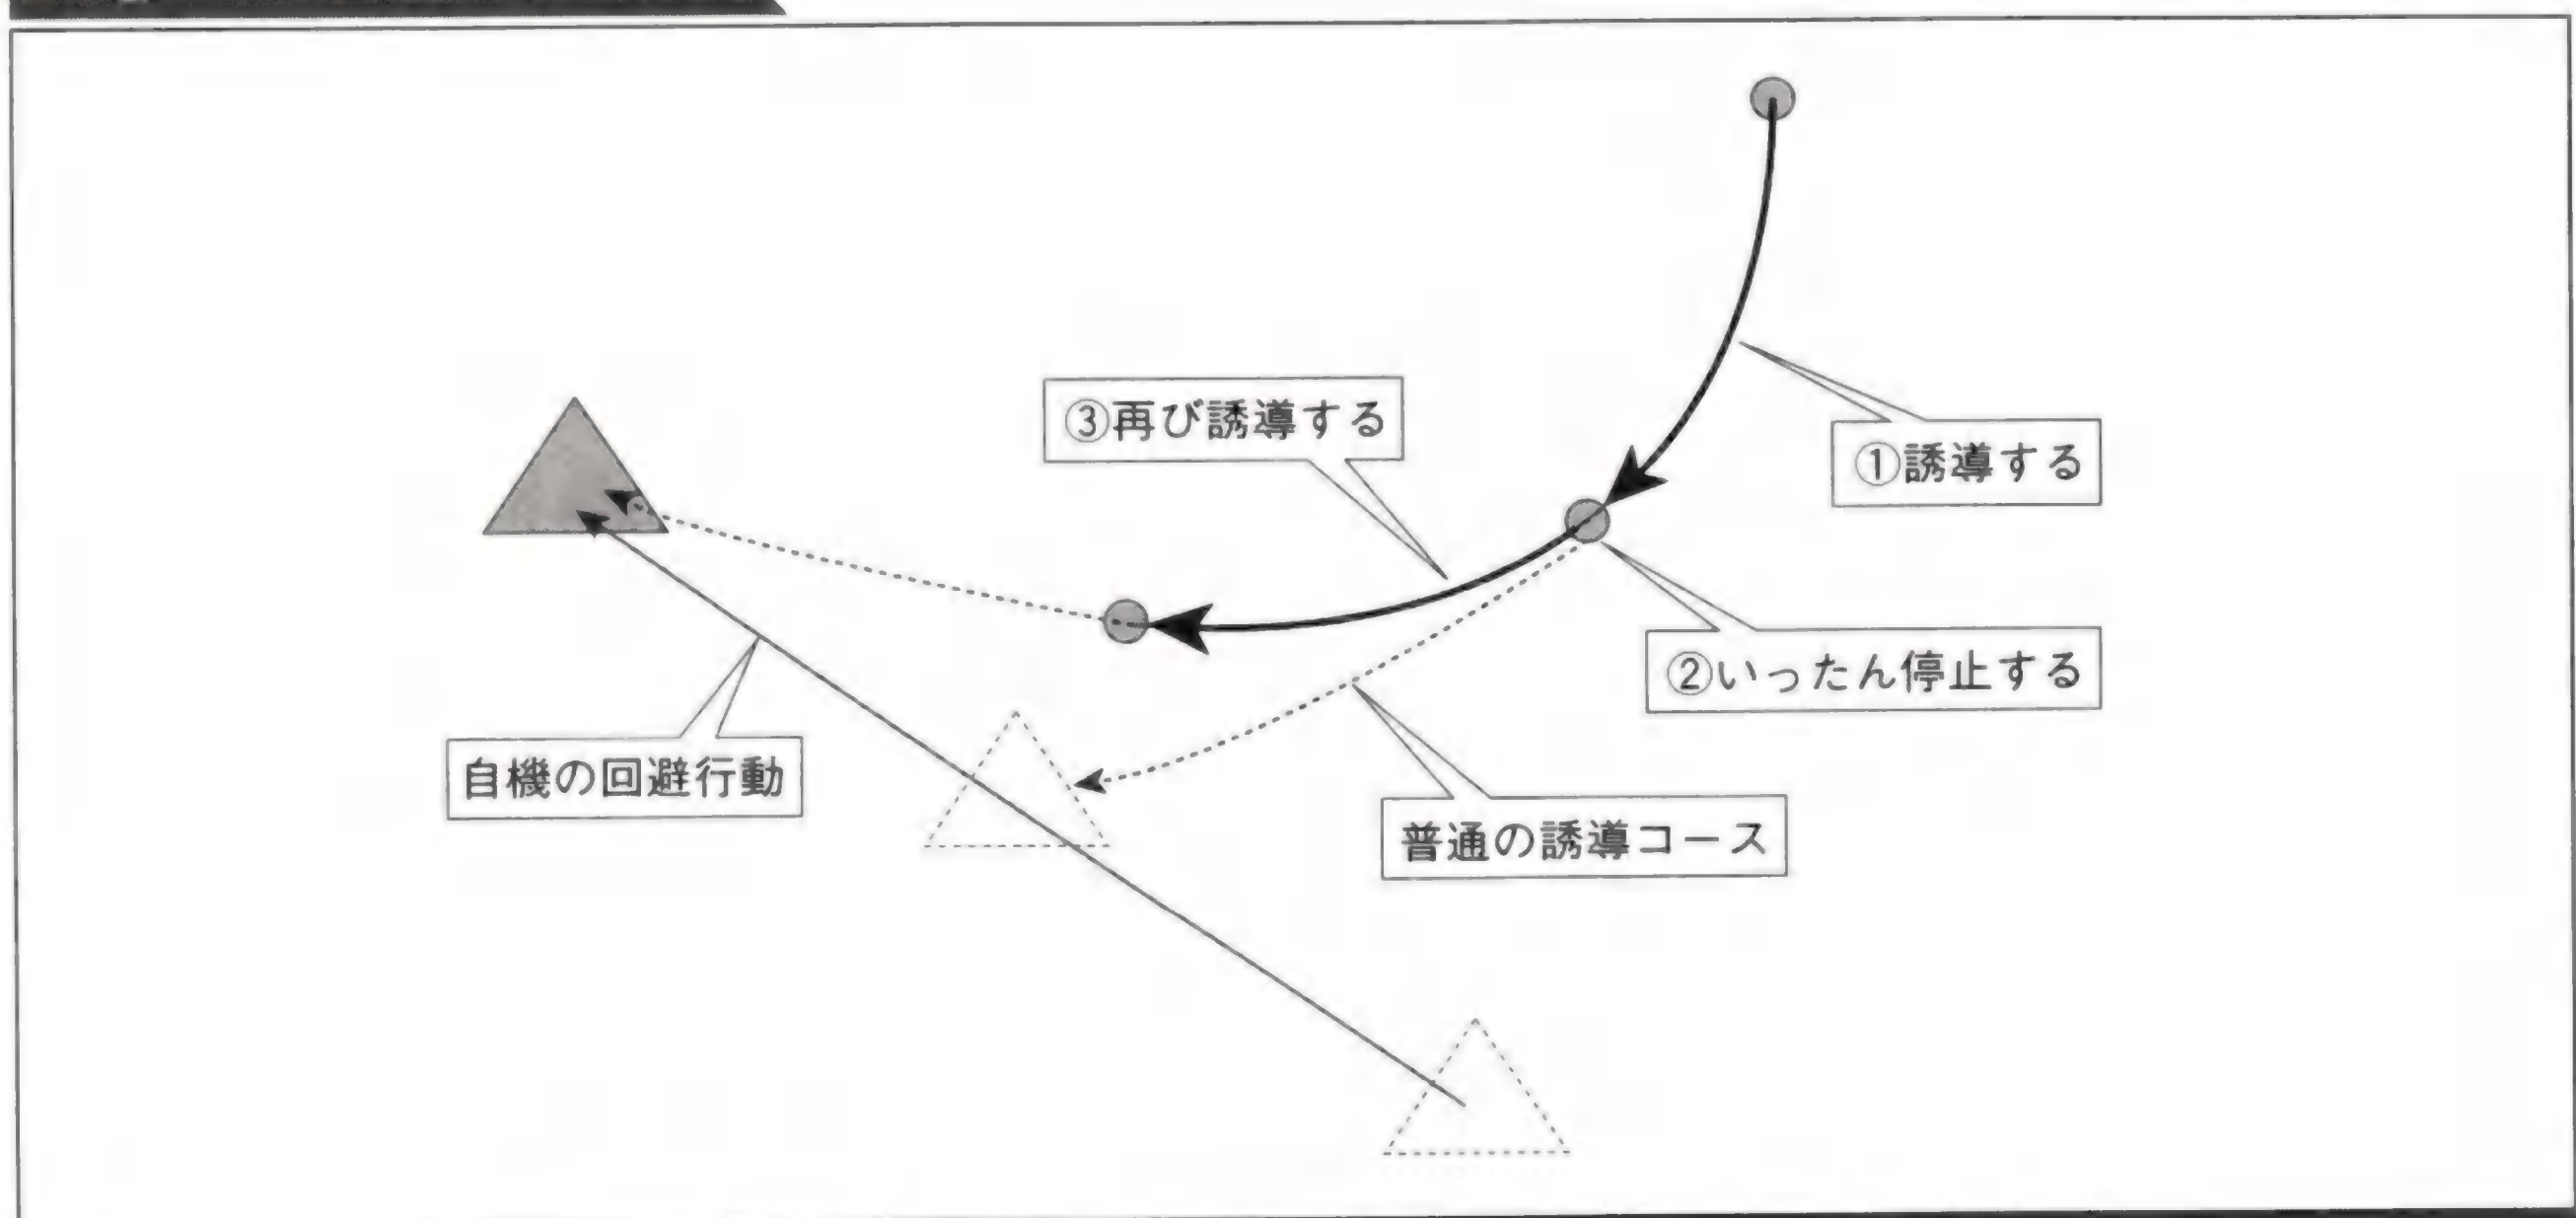 ③再び誘導する
①誘導する
②いったん停止する
自機の回避行動
普通の誘導コース